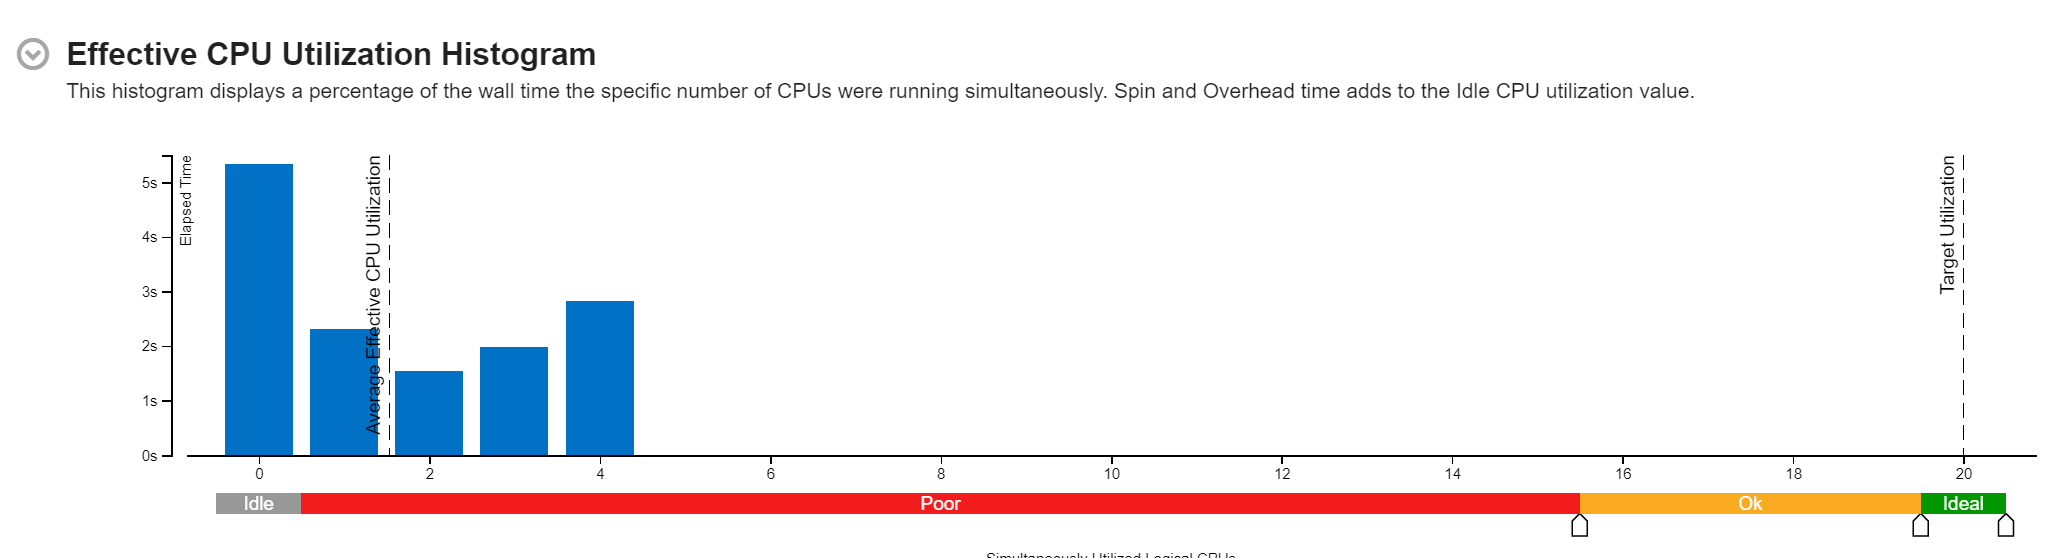 Effective CPU Utilization Histogram
This histogram displays a percentage of the wall time the specific number of CPUs were running simultaneously. Spin and Overhead time adds to the Idle CPU utilization value.
Elapsed Time
5s
4s
3s
2s
1s
0s
Average Effective CPU Utilization
Target Utilization
0 2 4 6 8 10 12 14 16 18 20
Idle Poor Ok Ideal
Simultaneously Utilized Logical CPUs